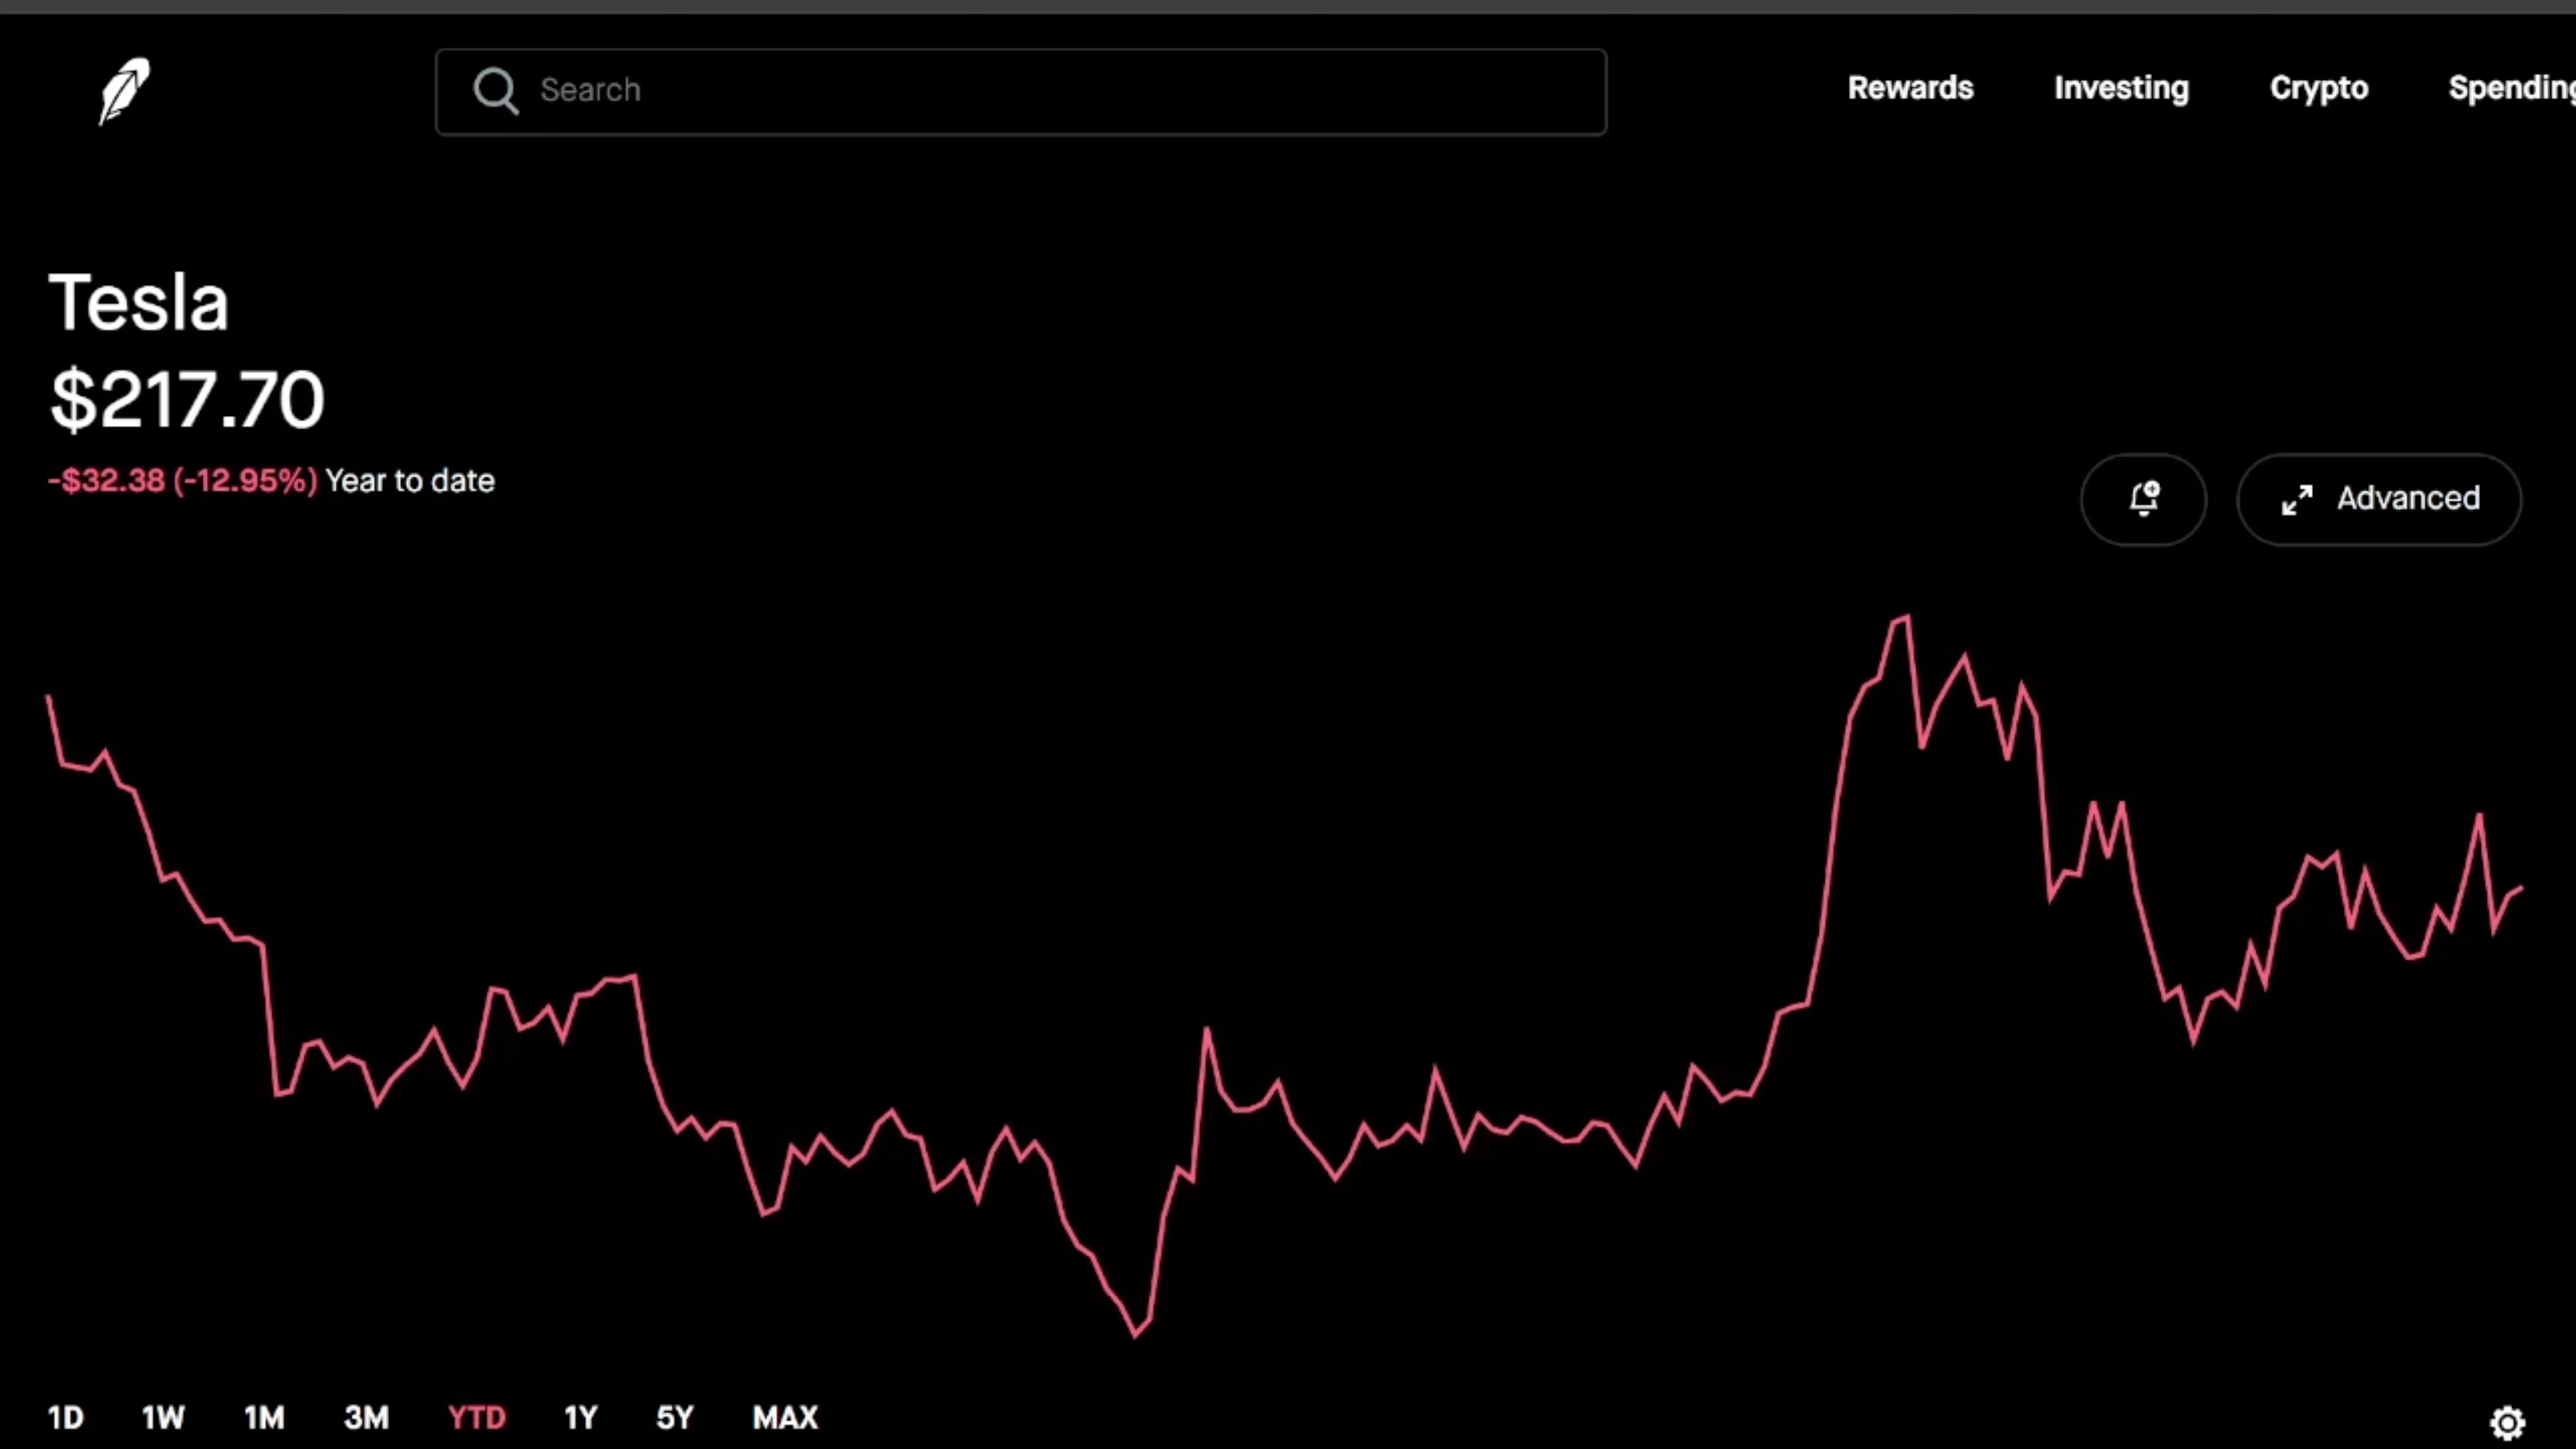 Search
Rewards Investing Crypto Spending
Tesla
$217.70
-$32.38 (-12.95%) Year to date
Advanced
1D 1W 1M 3M YTD 1Y 5Y MAX